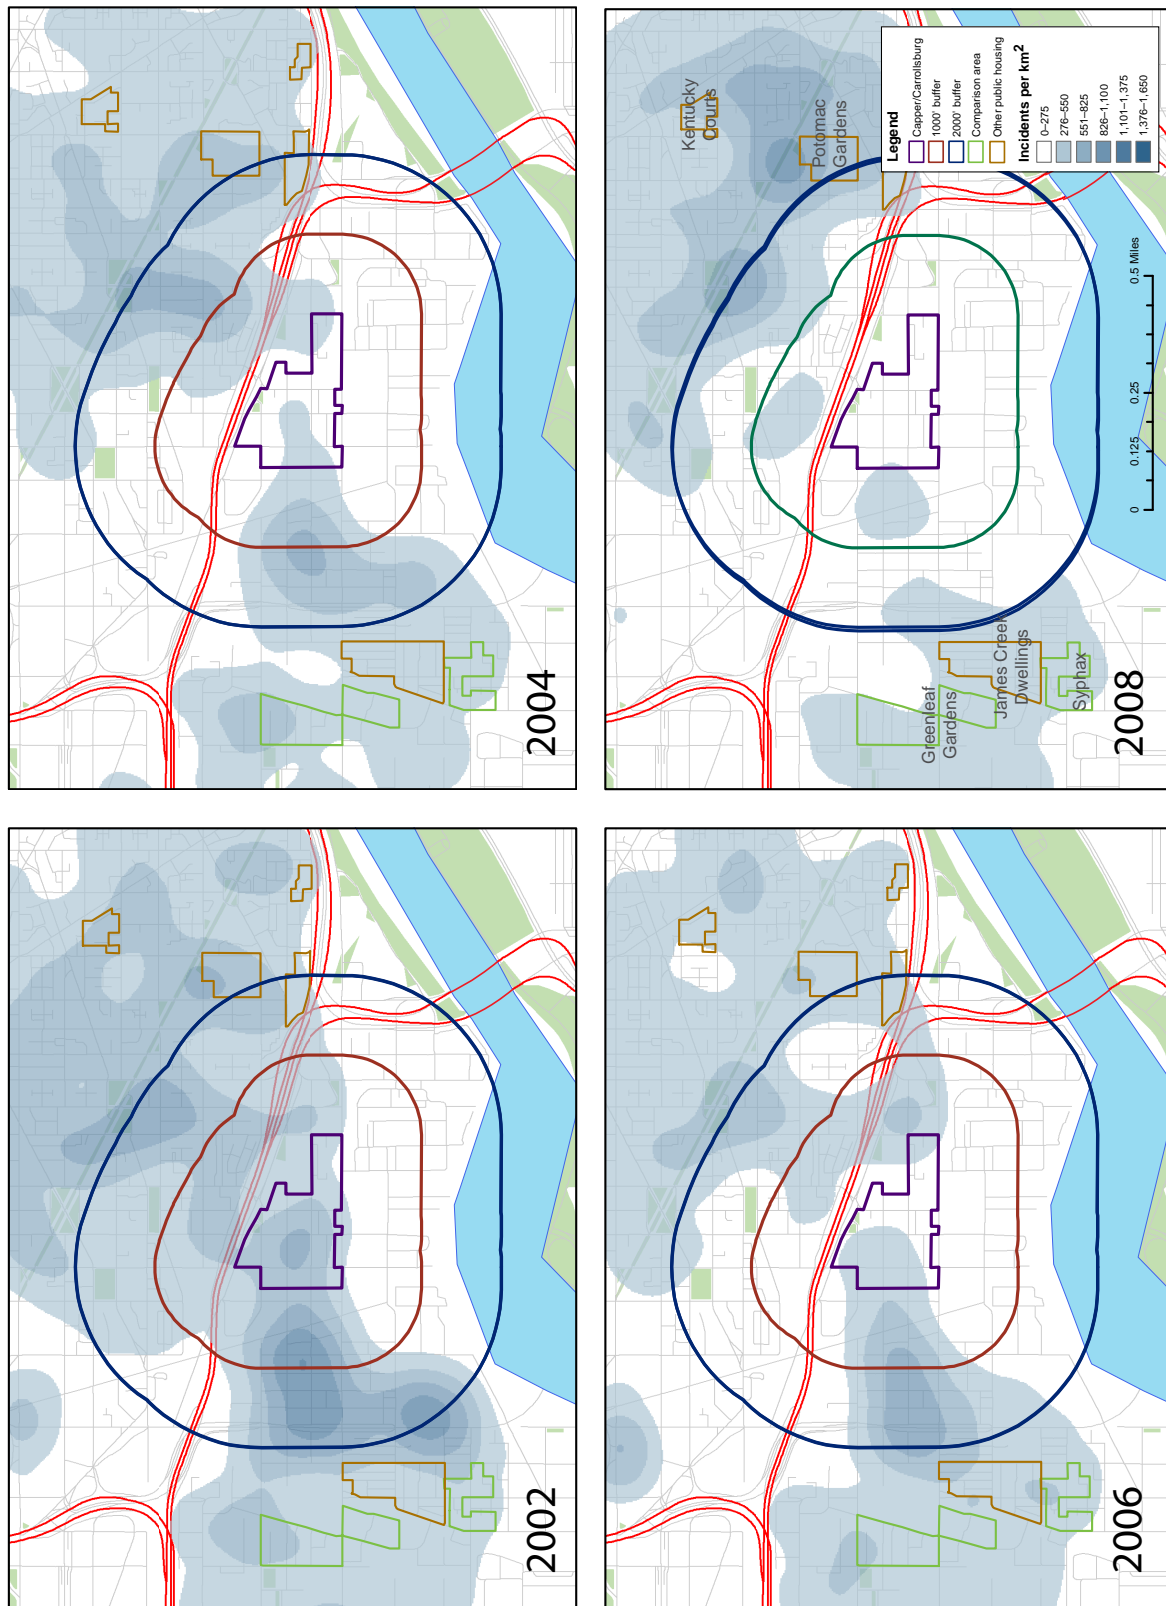 2002
2004
2006
2008
Kentucky
Courts
Potomac
Gardens
Greenleaf
Gardens
James Creek
Dwellings
Syphax
Legend
Capper/Carrollsburg
1000' buffer
2000' buffer
Comparison area
Other public housing
Incidents per km²
0–275
276–550
551–825
826–1,100
1,101–1,375
1,376–1,650
0 0.125 0.25 0.5 Miles